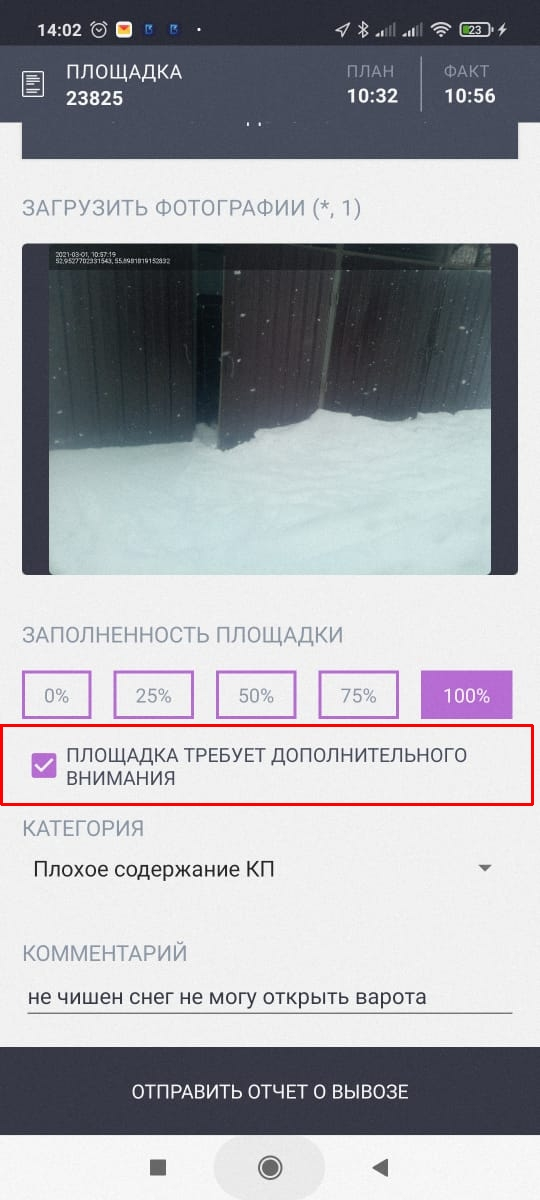 14:02
23
ПЛОЩАДКА
23825
ПЛАН
10:32
ФАКТ
10:56
ЗАГРУЗИТЬ ФОТОГРАФИИ (*, 1)
2021-03-01, 10:57:19
ЗАПОЛНЕННОСТЬ ПЛОЩАДКИ
0%
25%
50%
75%
100%
ПЛОЩАДКА ТРЕБУЕТ ДОПОЛНИТЕЛЬНОГО
ВНИМАНИЯ
КАТЕГОРИЯ
Плохое содержание КП
КОММЕНТАРИЙ
не чишен снег не могу открыть варота
ОТПРАВИТЬ ОТЧЕТ О ВЫВОЗЕ